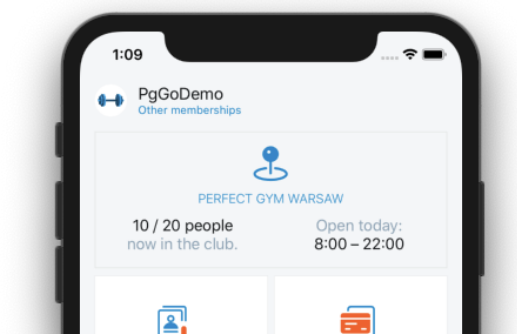 1:09
PgGoDemo
Other memberships
PERFECT GYM WARSAW
10 / 20 people
now in the club.
Open today:
8:00 – 22:00